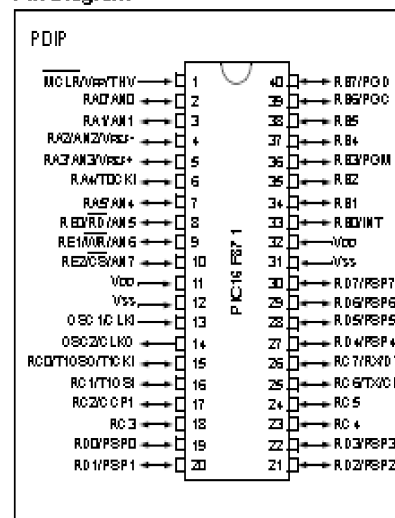 PDIP
MCLR/VPP/THV 1 40 RB7/PGD
RA0/AN0 2 39 RB6/PGC
RA1/AN1 3 38 RB5
RA2/AN2/VREF- 4 37 RB4
RA3/AN3/VREF+ 5 36 RB3/PGM
RA4/T0CKI 6 35 RB2
RA5/AN4 7 34 RB1
RE0/RD/AN5 8 33 RB0/INT
RE1/WR/AN6 9 32 VDD
RE2/CS/AN7 10 31 VSS
VDD 11 30 RD7/PSP7
VSS 12 29 RD6/PSP6
OSC1/CLKI 13 28 RD5/PSP5
OSC2/CLKO 14 27 RD4/PSP4
RC0/T1OSO/T1CKI 15 26 RC7/RX/D
RC1/T1OSI 16 25 RC6/TX/C
RC2/CCP1 17 24 RC5
RC3 18 23 RC4
RD0/PSP0 19 22 RD3/PSP3
RD1/PSP1 20 21 RD2/PSP2
PIC16F871